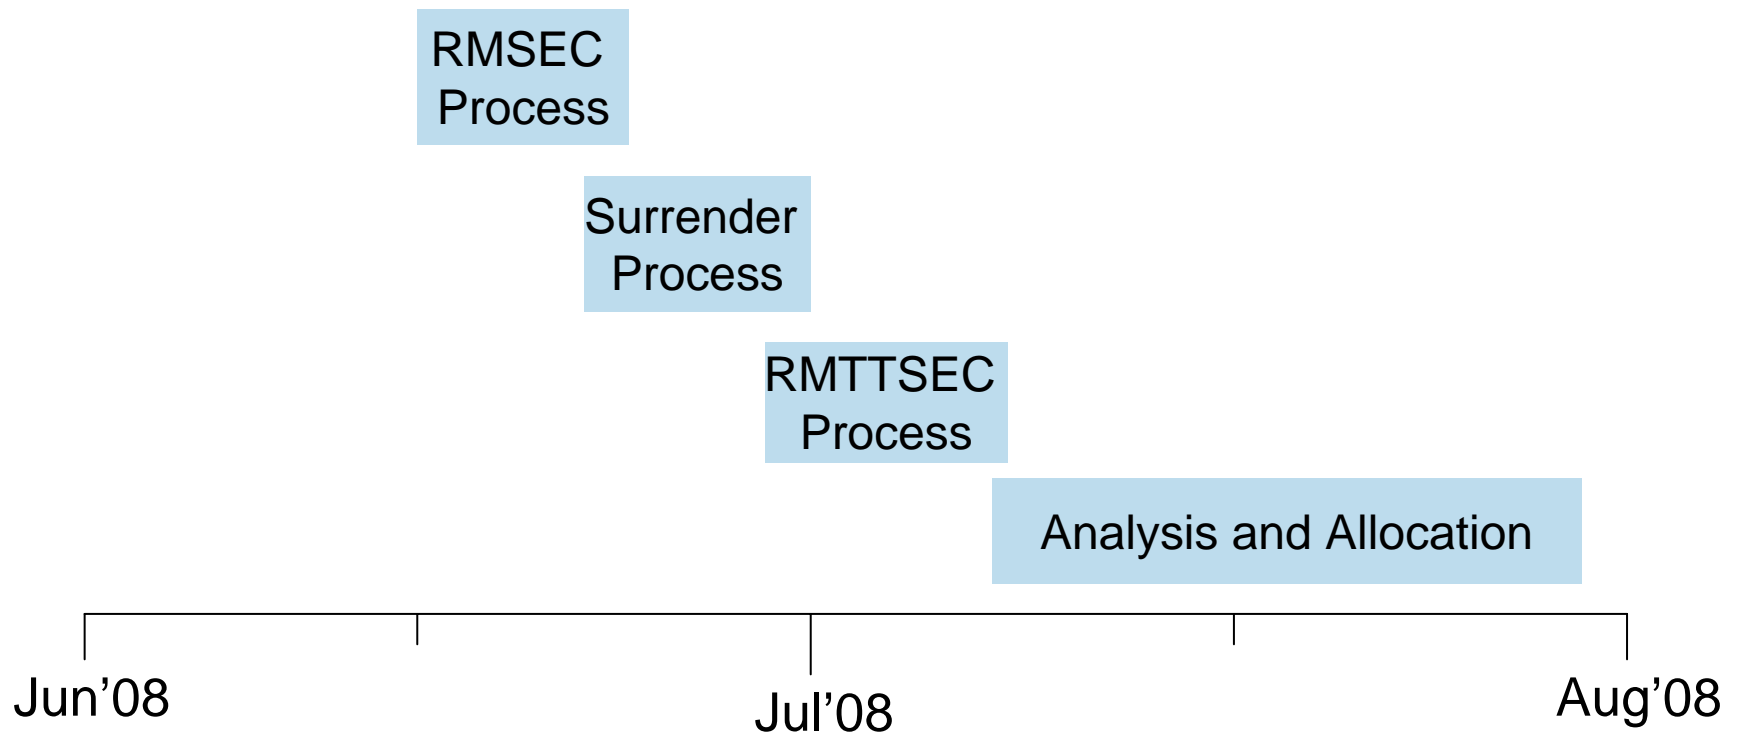 RMSEC
Process
Surrender
Process
RMTTSEC
Process
Analysis and Allocation
Jun’08
Jul’08
Aug’08